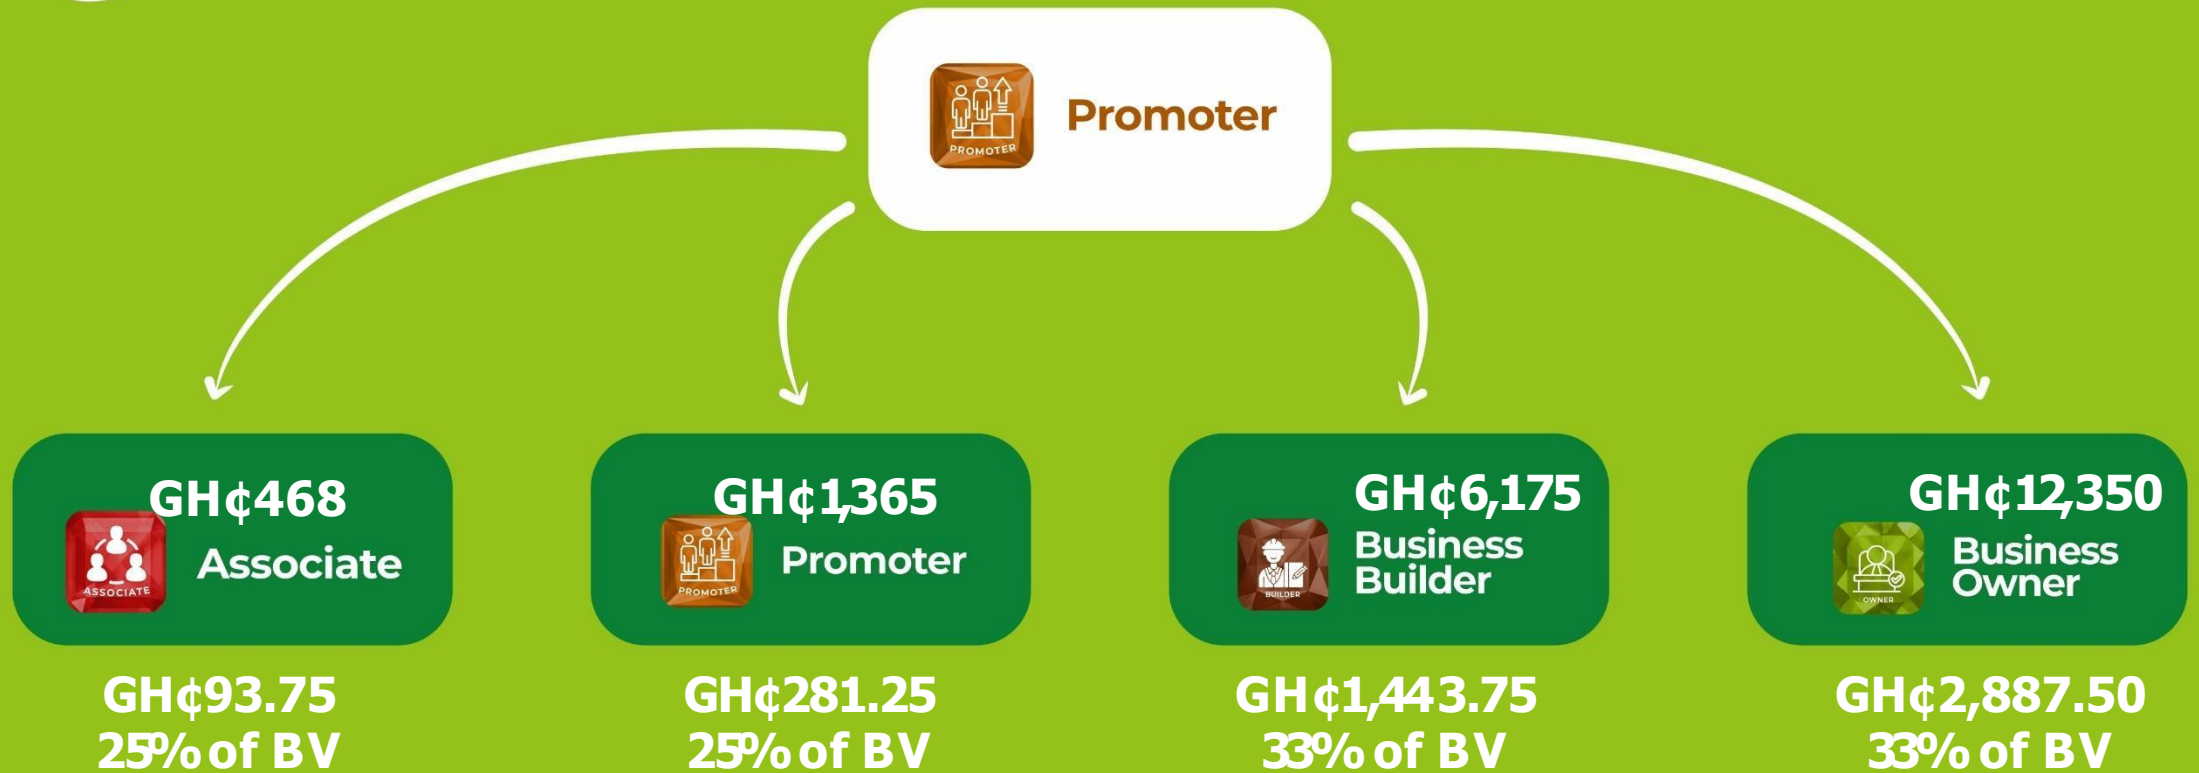 PROMOTER
Promoter
GH¢468
ASSOCIATE
Associate
GH¢93.75
25% of BV
GH¢1,365
PROMOTER
Promoter
GH¢281.25
25% of BV
GH¢6,175
BUILDER
Business
Builder
GH¢1,443.75
33% of BV
GH¢12,350
OWNER
Business
Owner
GH¢2,887.50
33% of BV